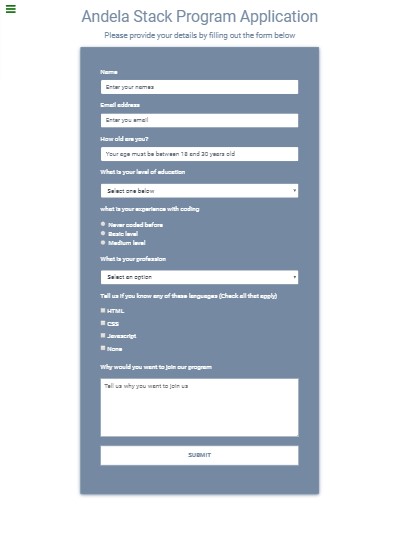 Andela Stack Program Application
Please provide your details by filling out the form below
Name
Enter your names
Email address
Enter you email
How old are you?
Your age must be between 18 and 30 years old
What is your level of education
Select one below
what is your experience with coding
Never coded before
Basic level
Medium level
What is your profession
Select an option
Tell us if you know any of these languages (Check all that apply)
HTML
CSS
Javascript
None
Why would you want to join our program
Tell us why you want to join us
SUBMIT